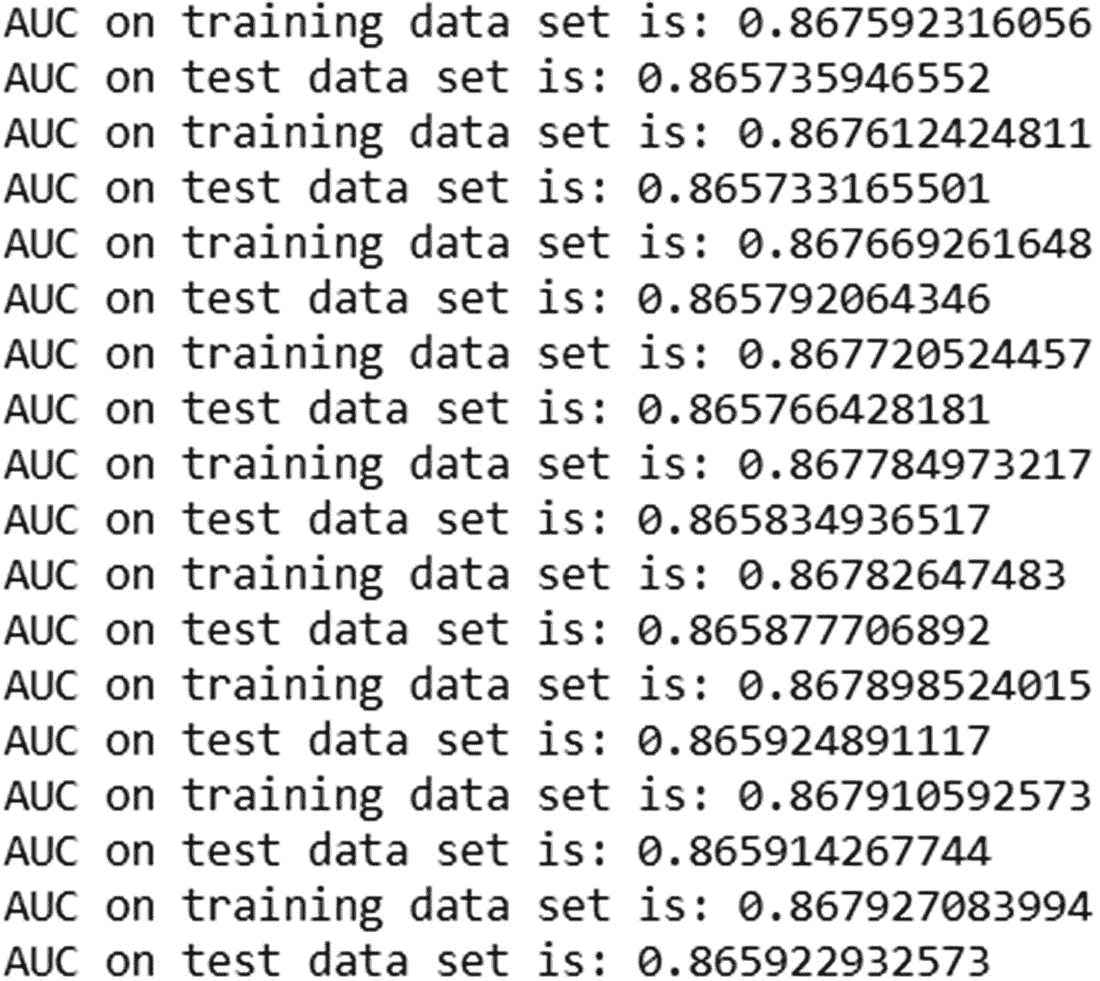 AUC on training data set is: 0.867592316056
AUC on test data set is: 0.865735946552
AUC on training data set is: 0.867612424811
AUC on test data set is: 0.865733165501
AUC on training data set is: 0.867669261648
AUC on test data set is: 0.865792064346
AUC on training data set is: 0.867720524457
AUC on test data set is: 0.865766428181
AUC on training data set is: 0.867784973217
AUC on test data set is: 0.865834936517
AUC on training data set is: 0.86782647483
AUC on test data set is: 0.865877706892
AUC on training data set is: 0.867898524015
AUC on test data set is: 0.865924891117
AUC on training data set is: 0.867910592573
AUC on test data set is: 0.865914267744
AUC on training data set is: 0.867927083994
AUC on test data set is: 0.865922932573